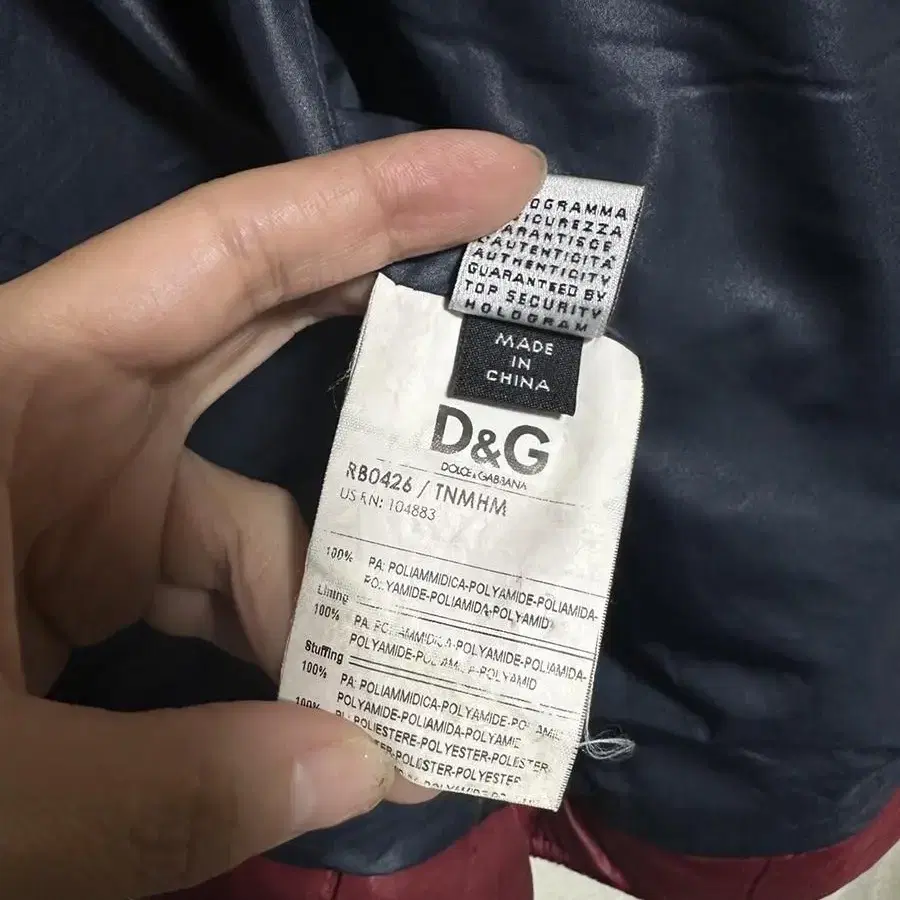 OGRAMMA
SICUREZZA
GARANTISCE
L'AUTENTICITÀ
AUTHENTICITY
GUARANTEED BY
TOP SECURITY
HOLOGRAM
MADE
IN
CHINA
D&G
DOLCE & GABBANA
RB0426 / TNMHM
US RN: 104883
100% PA: POLIAMMIDICA-POLYAMIDE-POLIAMIDA-
POLYAMIDE-POLIAMIDA-POLYAMID
Lining
100% PA: POLIAMMIDICA-POLYAMIDE-POLIAMIDA-
POLYAMIDE-POLIAMIDA-POLYAMID
Stuffing
100% PA: POLIAMMIDICA-POLYAMIDE-POLIAMI
POLYAMIDE-POLIAMIDA-POLYAMID
100% POLIESTERE-POLYESTER-POLIESTER-
POLIESTER-POLYESTER